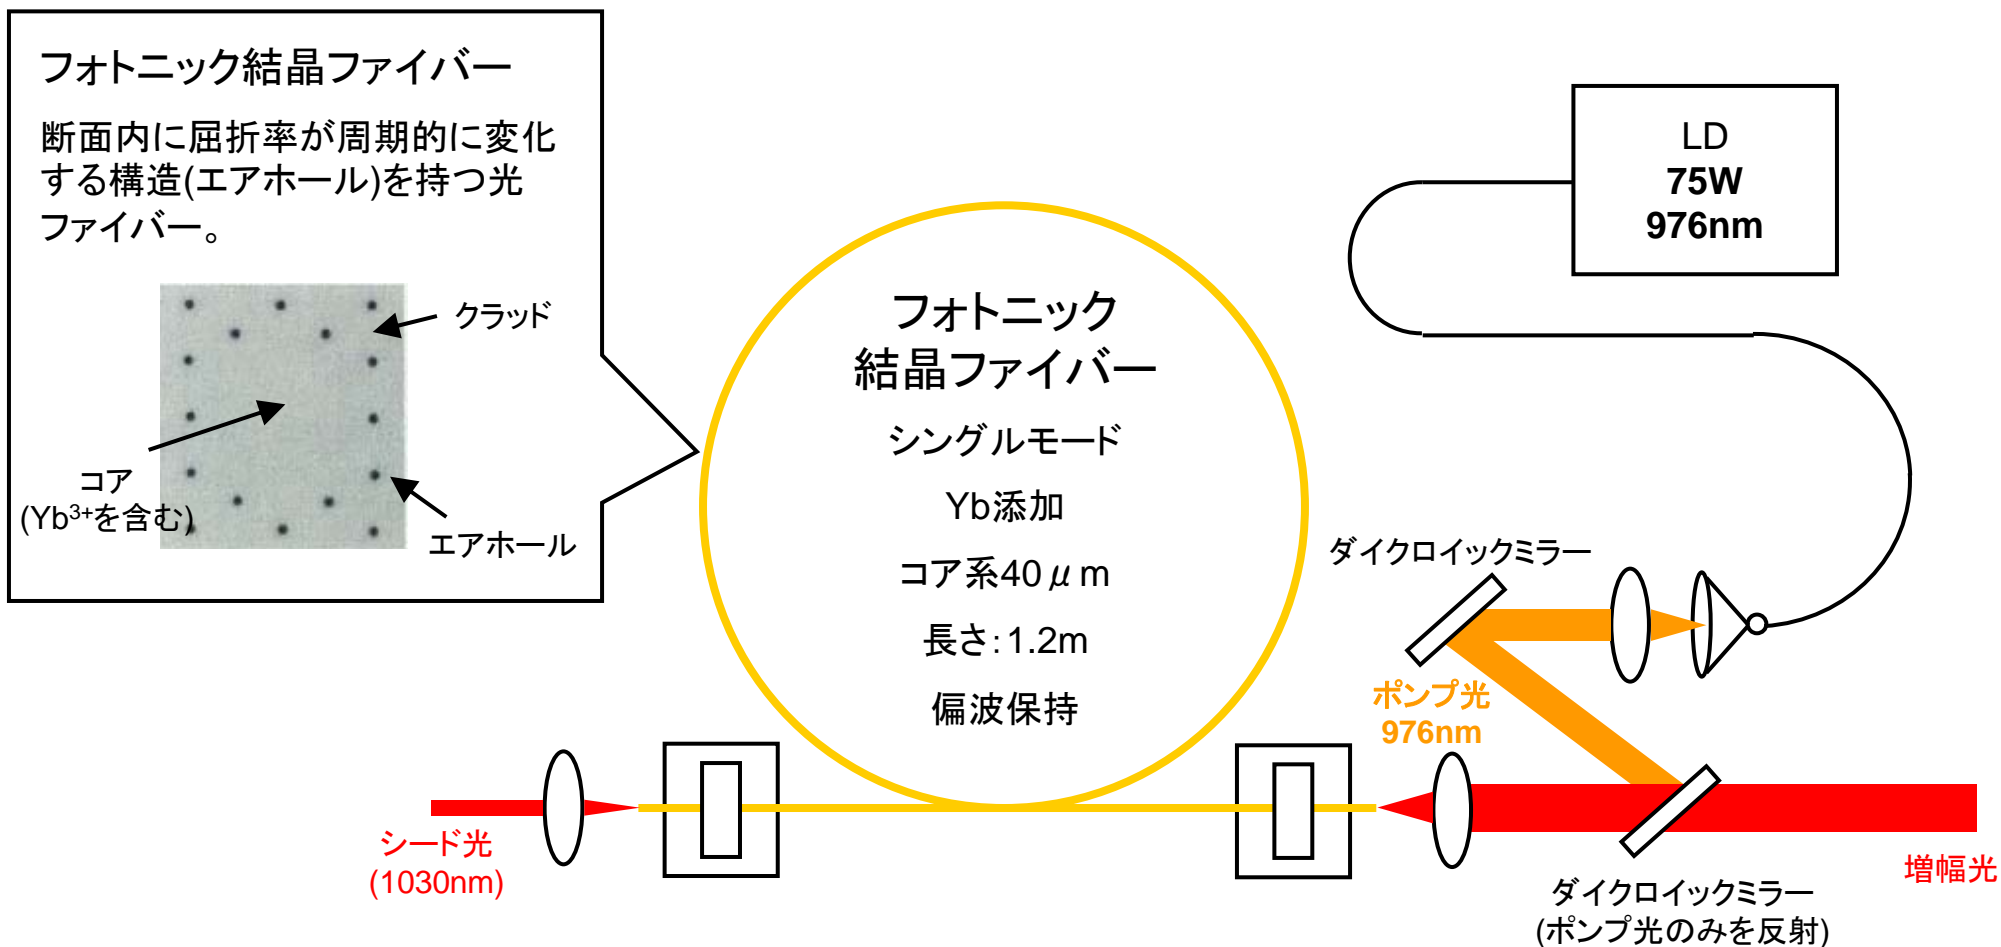 フォトニック結晶ファイバー
断面内に屈折率が周期的に変化
する構造(エアホール)を持つ光
ファイバー。
クラッド
コア
(Yb³⁺を含む)
エアホール
フォトニック
結晶ファイバー
シングルモード
Yb添加
コア系40μm
長さ:1.2m
偏波保持
LD
75W
976nm
ダイクロイックミラー
ポンプ光
976nm
シード光
(1030nm)
増幅光
ダイクロイックミラー
(ポンプ光のみを反射)